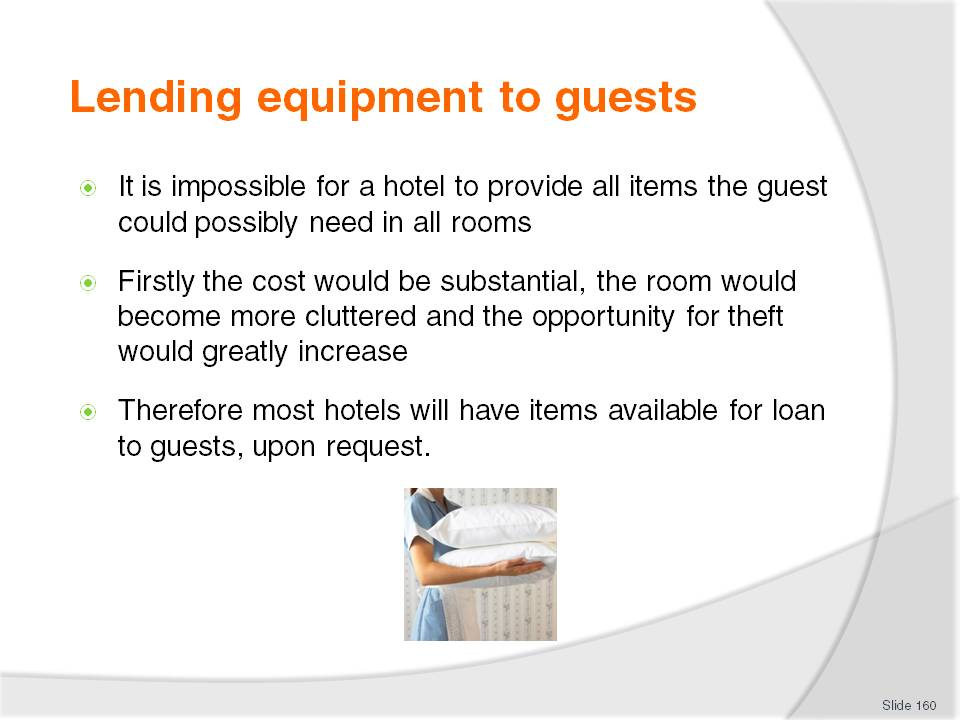 Lending equipment to guests
It is impossible for a hotel to provide all items the guest
could possibly need in all rooms
Firstly the cost would be substantial, the room would
become more cluttered and the opportunity for theft
would greatly increase
Therefore most hotels will have items available for loan
to guests, upon request.
Slide 160